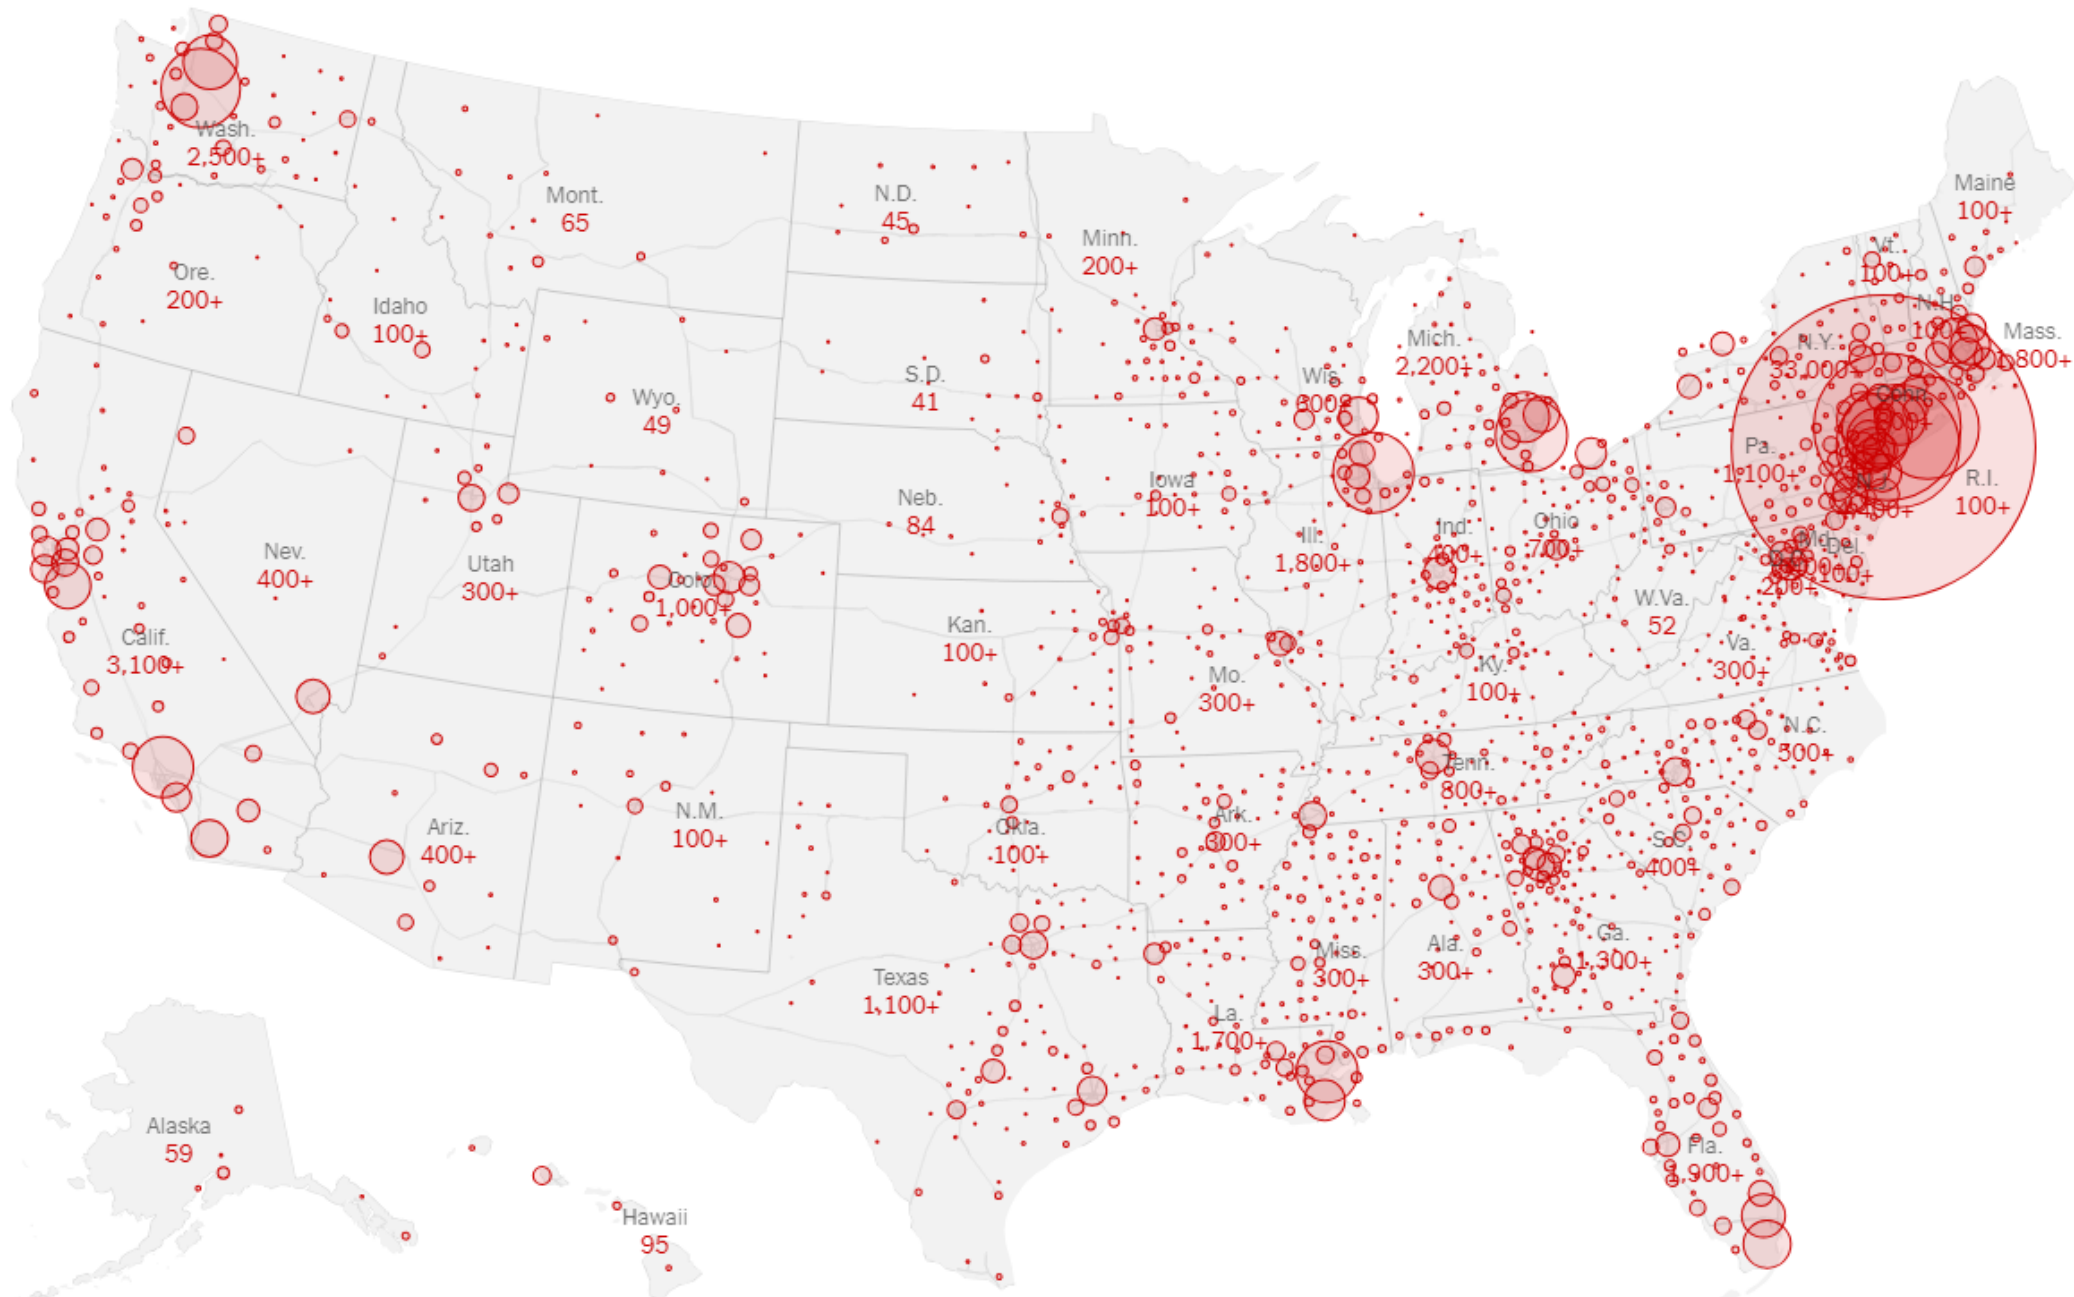 Wash.
2,500+
Ore.
200+
Idaho
100+
Mont.
65
N.D.
45
Minn.
200+
Wis.
Mich.
2,200+
Maine
100+
Vt.
100+
N.H.
100+
Mass.
1,800+
N.Y.
33,000+
Conn.
Wyo.
49
S.D.
41
Nev.
400+
Utah
300+
Colo.
1,000+
Neb.
84
Iowa
100+
Ill.
1,800+
Ind.
400+
Ohio
700+
Pa.
1,100+
N.J.
R.I.
100+
Md.
Del.
100+
200+
W.Va.
52
Va.
300+
Calif.
3,100+
Kan.
100+
Mo.
300+
Ky.
100+
Ariz.
400+
N.M.
100+
Okla.
100+
Ark.
300+
Tenn.
800+
N.C.
500+
S.C.
400+
Texas
1,100+
La.
1,700+
Miss.
300+
Ala.
300+
Ga.
1,300+
Fla.
1,900+
Alaska
59
Hawaii
95